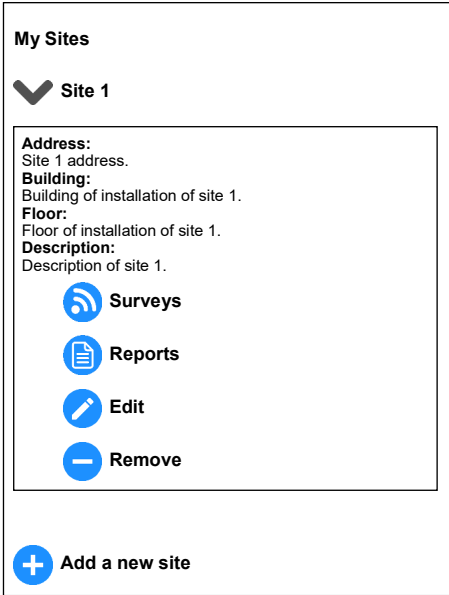 My Sites
Site 1
Address:
Site 1 address.
Building:
Building of installation of site 1.
Floor:
Floor of installation of site 1.
Description:
Description of site 1.
Surveys
Reports
Edit
Remove
Add a new site